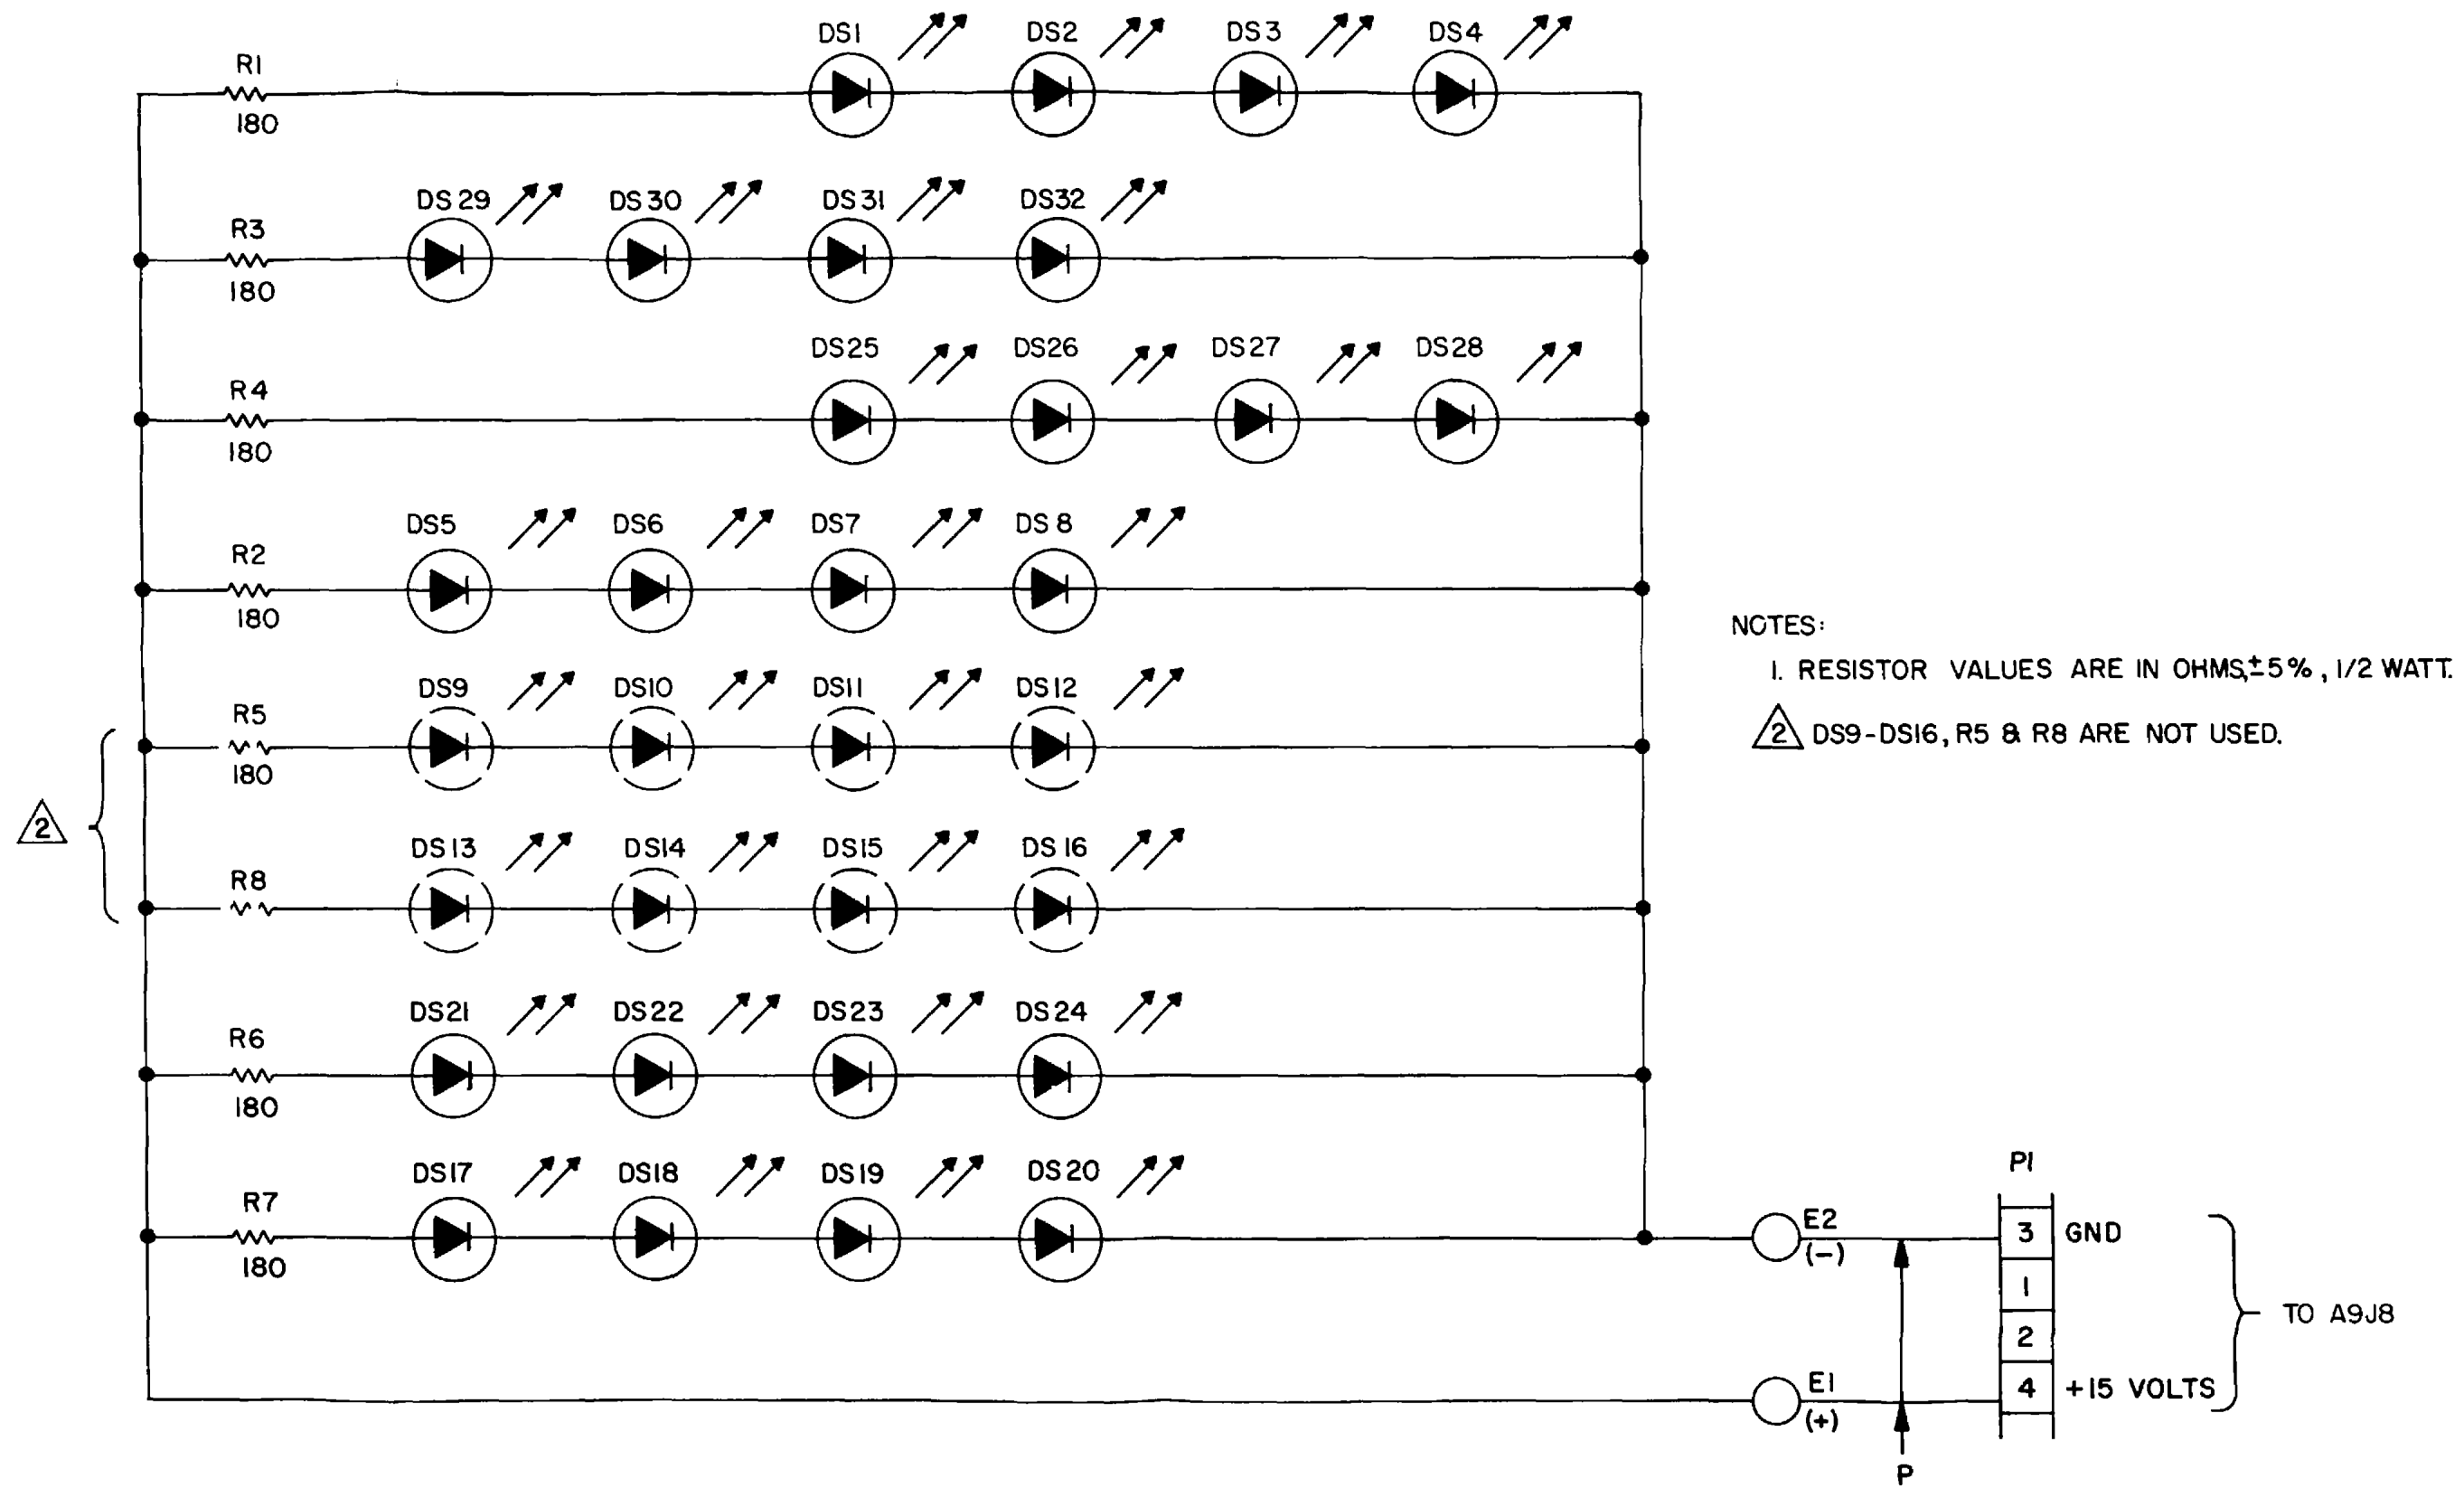 DS1 DS2 DS3 DS4
R1
180
DS29 DS30 DS31 DS32
R3
180
DS25 DS26 DS27 DS28
R4
180
DS5 DS6 DS7 DS8
R2
180
NOTES:
1. RESISTOR VALUES ARE IN OHMS,±5%, 1/2 WATT.
2 DS9-DS16, R5 & R8 ARE NOT USED.
DS9 DS10 DS11 DS12
R5
180
2
DS13 DS14 DS15 DS16
R8
DS21 DS22 DS23 DS24
R6
180
DS17 DS18 DS19 DS20
R7
180
P1
E2
(-)
3 GND
1
2
4 +15 VOLTS
TO A9J8
E1
(+)
P